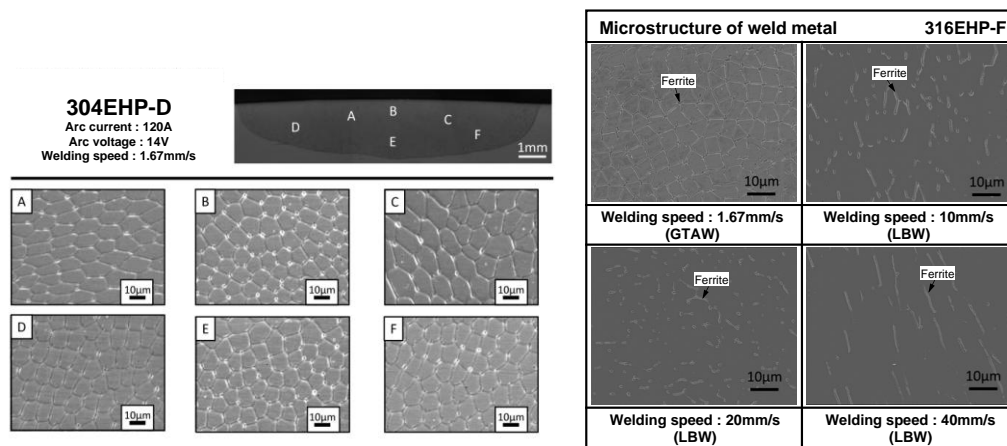 304EHP-D
Arc current : 120A
Arc voltage : 14V
Welding speed : 1.67mm/s
A
B
C
D
E
F
1mm
A
10μm
B
10μm
C
10μm
D
10μm
E
10μm
F
10μm
Microstructure of weld metal 316EHP-F
Ferrite
10μm
Ferrite
10μm
Welding speed : 1.67mm/s
(GTAW)
Welding speed : 10mm/s
(LBW)
Ferrite
10μm
Ferrite
10μm
Welding speed : 20mm/s
(LBW)
Welding speed : 40mm/s
(LBW)